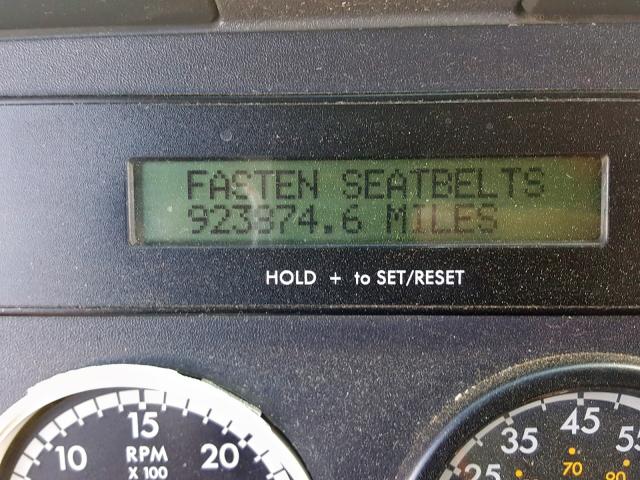 FASTEN SEATBELTS
923874.6 MILES
HOLD + to SET/RESET
10 15 20
RPM
X 100
25 35 45 55
70 90